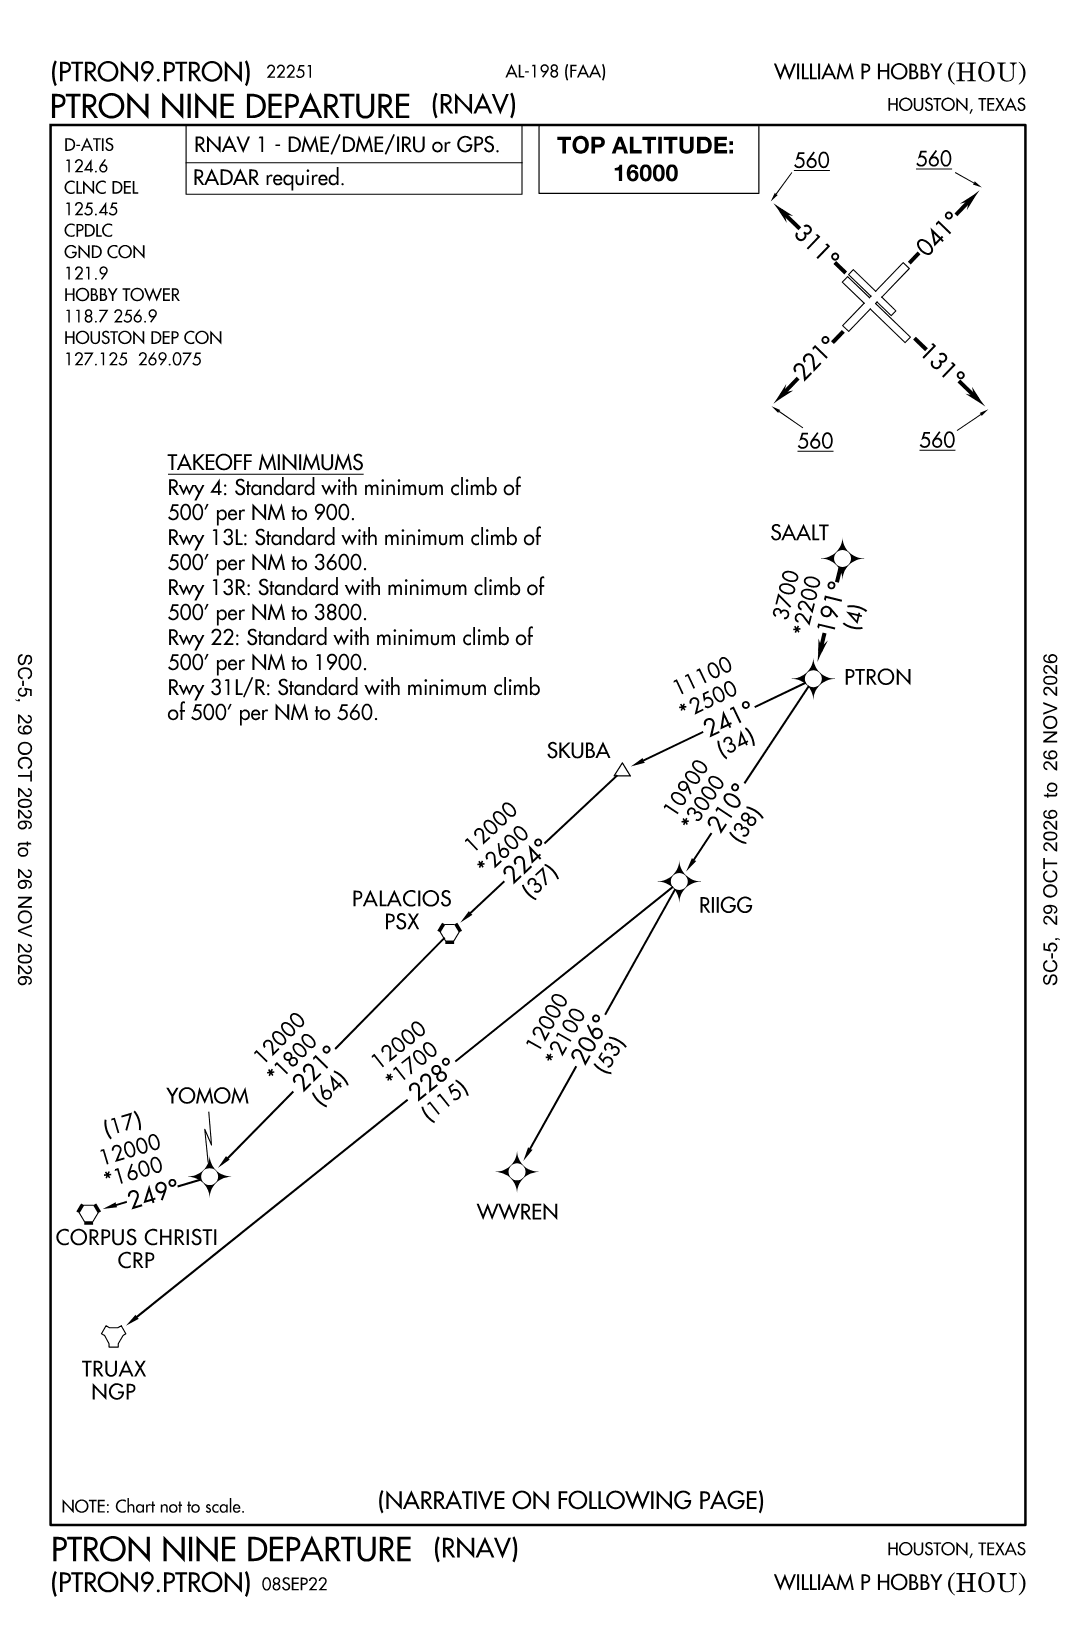 (PTRON9.PTRON) 22251
AL-198 (FAA)
WILLIAM P HOBBY (HOU)
PTRON NINE DEPARTURE (RNAV)
HOUSTON, TEXAS
D-ATIS
124.6
CLNC DEL
125.45
CPDLC
GND CON
121.9
HOBBY TOWER
118.7 256.9
HOUSTON DEP CON
127.125 269.075
RNAV 1 - DME/DME/IRU or GPS.
RADAR required.
TOP ALTITUDE:
16000
560
560
311°
041°
221°
131°
560
560
TAKEOFF MINIMUMS
Rwy 4: Standard with minimum climb of
500' per NM to 900.
Rwy 13L: Standard with minimum climb of
500' per NM to 3600.
Rwy 13R: Standard with minimum climb of
500' per NM to 3800.
Rwy 22: Standard with minimum climb of
500' per NM to 1900.
Rwy 31L/R: Standard with minimum climb
of 500' per NM to 560.
SAALT
3700
*2200
191°
(4)
PTRON
11100
*2500
241°
(34)
SKUBA
10900
*3000
210°
(38)
12000
*2600
224°
(37)
PALACIOS
PSX
RIIGG
12000
*1800
221°
(64)
12000
*1700
228°
(115)
12000
*2100
206°
(53)
YOMOM
(17)
12000
*1600
249°
CORPUS CHRISTI
CRP
WWREN
TRUAX
NGP
NOTE: Chart not to scale.
(NARRATIVE ON FOLLOWING PAGE)
SC-5, 29 OCT 2026 to 26 NOV 2026
SC-5, 29 OCT 2026 to 26 NOV 2026
PTRON NINE DEPARTURE (RNAV)
HOUSTON, TEXAS
(PTRON9.PTRON) 08SEP22
WILLIAM P HOBBY (HOU)